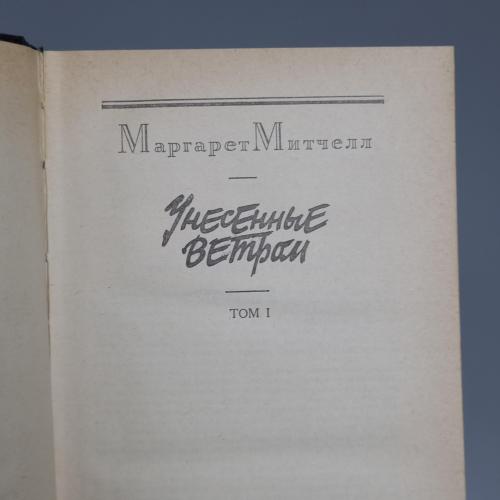 Маргарет Митчелл
Унесенные
ветром
ТОМ I